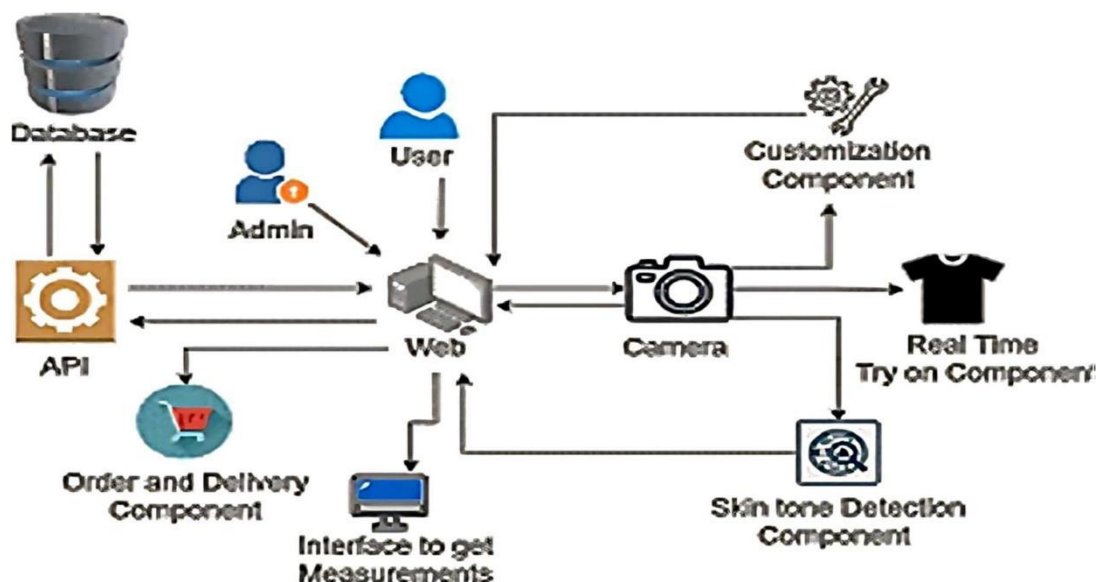 Database
User
Customization
Component
Admin
API
Web
Camera
Real Time
Try on Component
Order and Delivery
Component
Skin tone Detection
Component
Interface to get
Measurements